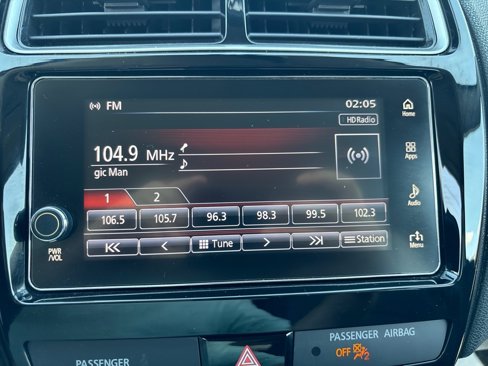 FM
02:05
HD Radio
Home
104.9 MHz
gic Man
Apps
1 2
106.5 105.7 96.3 98.3 99.5 102.3
Audio
Tune
Station
Menu
PWR
/VOL
PASSENGER
PASSENGER AIRBAG
OFF 2